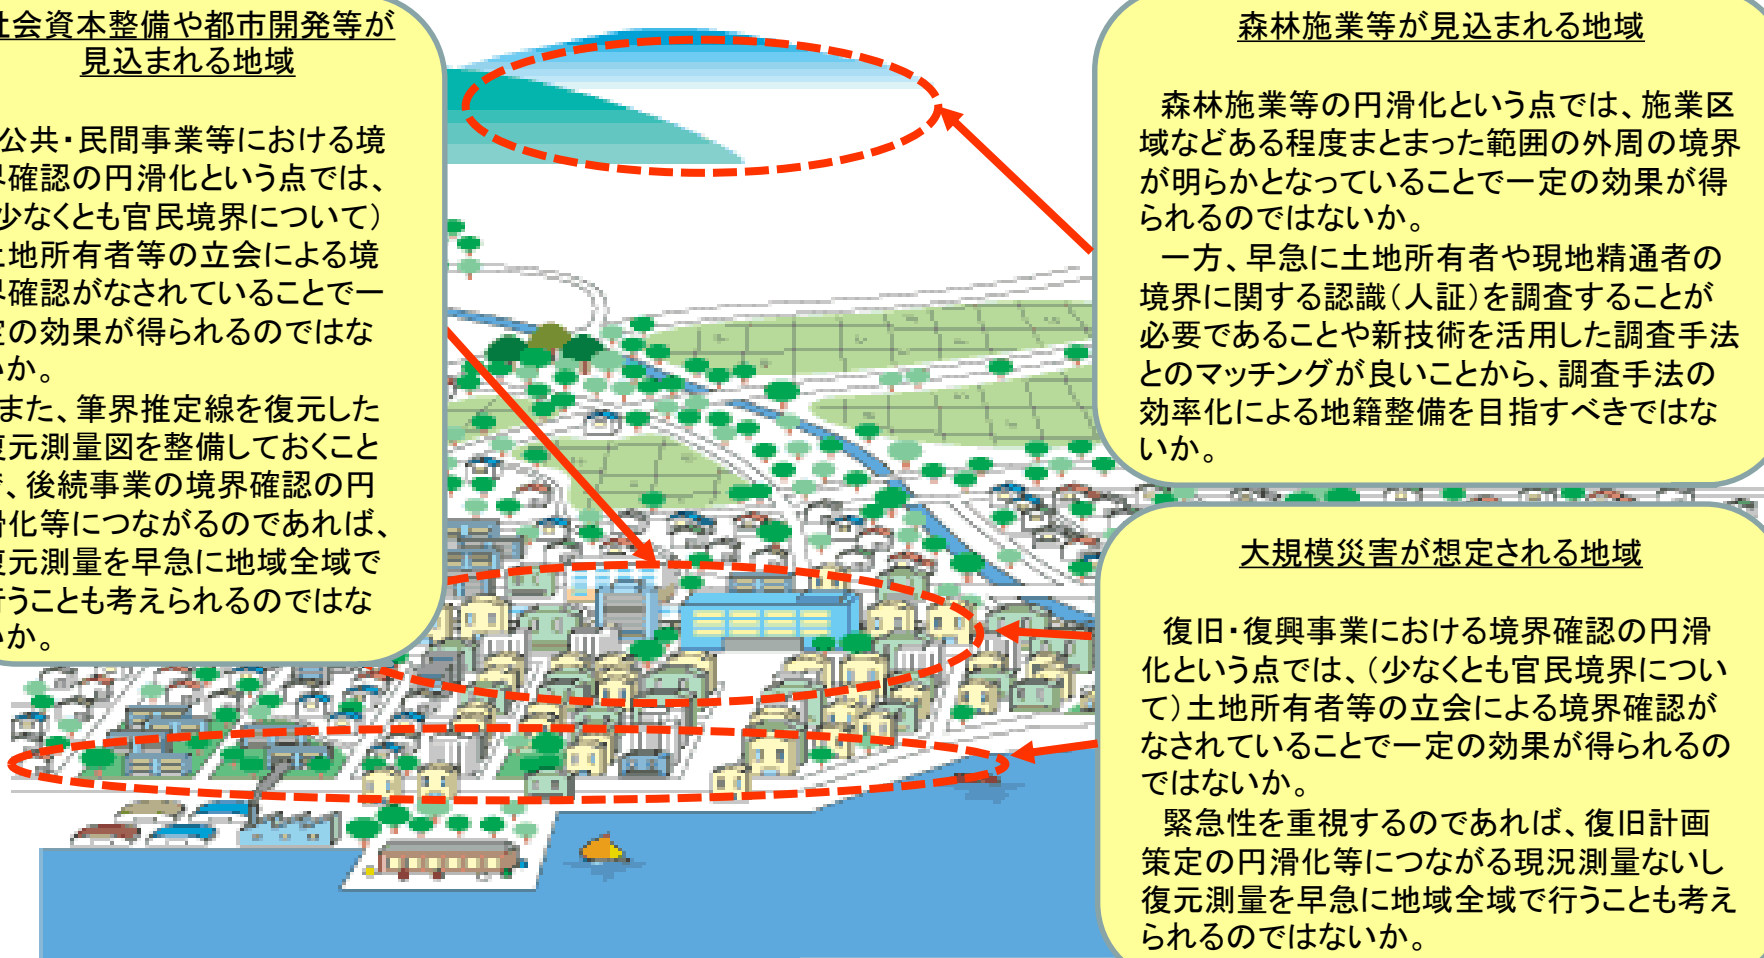 社会資本整備や都市開発等が
見込まれる地域
公共・民間事業等における境
界確認の円滑化という点では、
少なくとも官民境界について）
土地所有者等の立会による境
界確認がなされていることで一
定の効果が得られるのではな
いか。
また、筆界推定線を復元した
復元測量図を整備しておくこと
で、後続事業の境界確認の円
滑化等につながるのであれば、
復元測量を早急に地域全域で
行うことも考えられるのではな
いか。
森林施業等が見込まれる地域
森林施業等の円滑化という点では、施業区
域などある程度まとまった範囲の外周の境界
が明らかとなっていることで一定の効果が得
られるのではないか。
一方、早急に土地所有者や現地精通者の
境界に関する認識（人証）を調査することが
必要であることや新技術を活用した調査手法
とのマッチングが良いことから、調査手法の
効率化による地籍整備を目指すべきではな
いか。
大規模災害が想定される地域
復旧・復興事業における境界確認の円滑
化という点では、（少なくとも官民境界につい
て）土地所有者等の立会による境界確認が
なされていることで一定の効果が得られるの
ではないか。
緊急性を重視するのであれば、復旧計画
策定の円滑化等につながる現況測量ないし
復元測量を早急に地域全域で行うことも考え
られるのではないか。